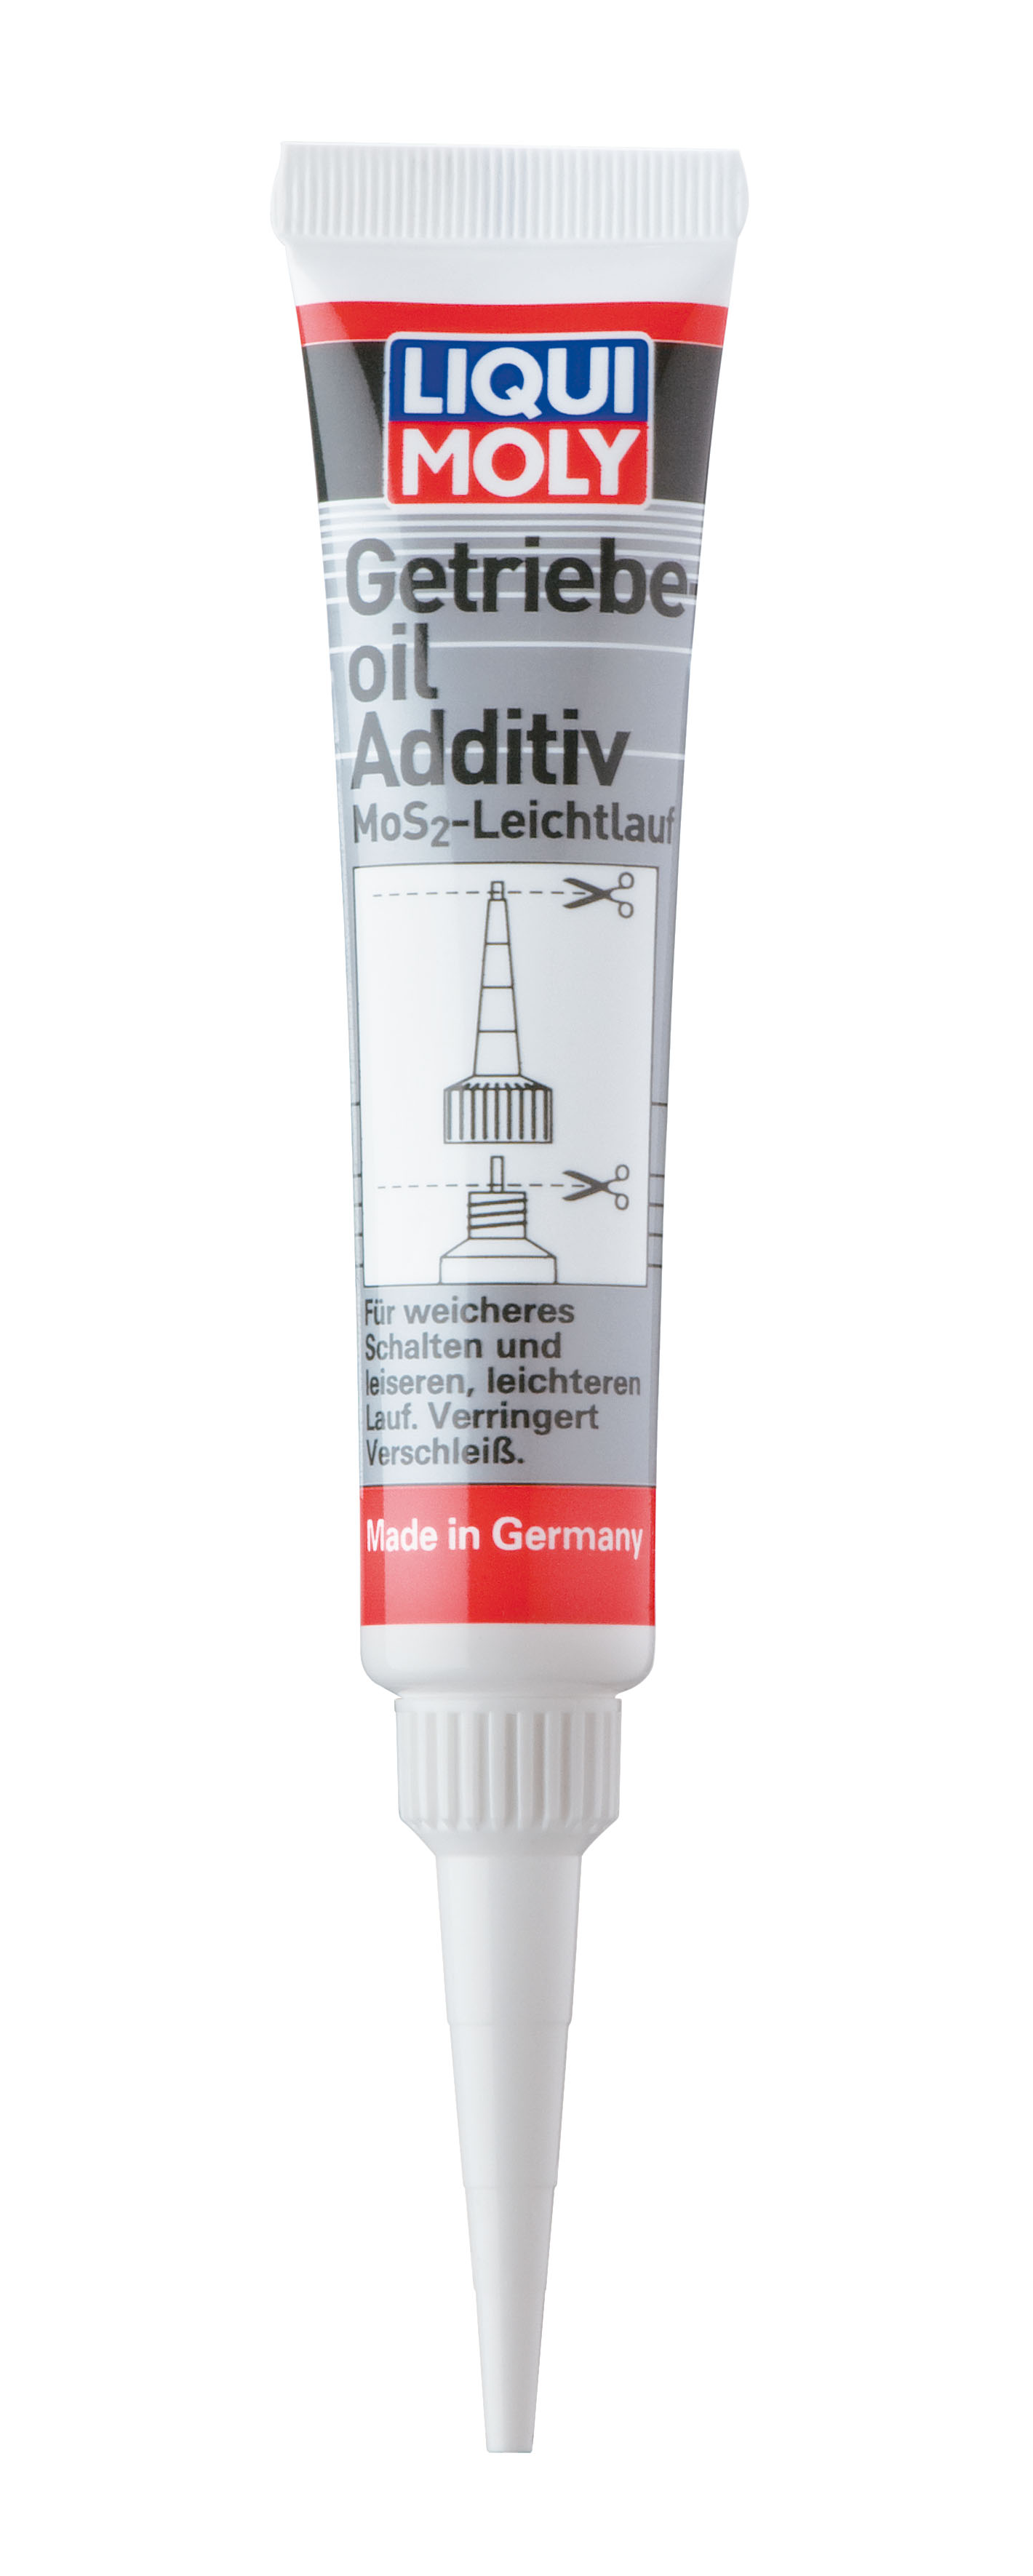 LIQUI
MOLY
Getriebe-
oil
Additiv
MoS₂-Leichtlauf
Für weicheres
Schalten und
leiseren, leichteren
Lauf. Verringert
Verschleiß.
Made in Germany